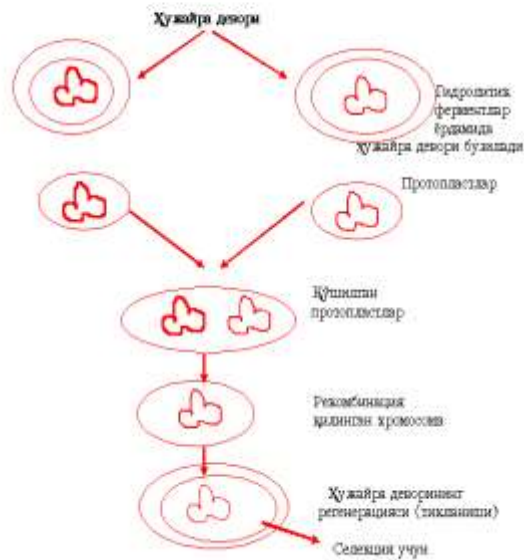 Ҳужайра девори
Гидролитик
ферментлар
ёрдамида
Ҳужайра девори бузилади
Протопластлар
Қўшилган
протопластлар
Рекомбинация
қилинган хромосома
Ҳужайра деворининг
регенерацияси (тикланиши)
Селекция учун